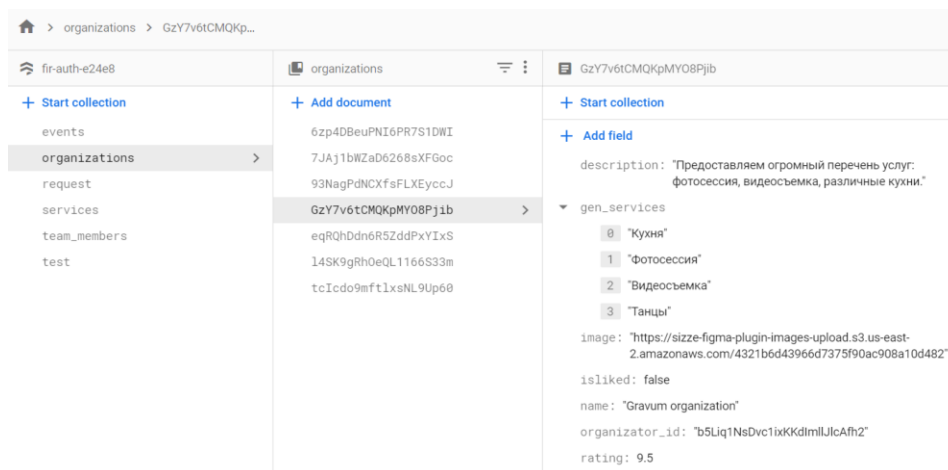 organizations > GzY7v6tCMQKp...
fir-auth-e24e8
Start collection
events
organizations
request
services
team_members
test
organizations
Add document
6zp4DBeuPNI6PR7S1DWI
7JAj1bWZaD6268sXFGoc
93NagPdNCXfsFLXEyccJ
GzY7v6tCMQKpMYO8Pjib
eqRQhDdn6R5ZddPxYIxS
l4SK9gRhOeQL1166S33m
tcIcdo9mftlxsNL9Up60
GzY7v6tCMQKpMYO8Pjib
Start collection
Add field
description: "Предоставляем огромный перечень услуг:
фотосессия, видеосъемка, различные кухни."
gen_services
0 "Кухня"
1 "Фотосессия"
2 "Видеосъемка"
3 "Танцы"
image: "https://sizze-figma-plugin-images-upload.s3.us-east-
2.amazonaws.com/4321b6d43966d7375f90ac908a10d482"
isliked: false
name: "Gravum organization"
organizator_id: "b5Liq1NsDvc1ixKKdImllJlcAfh2"
rating: 9.5